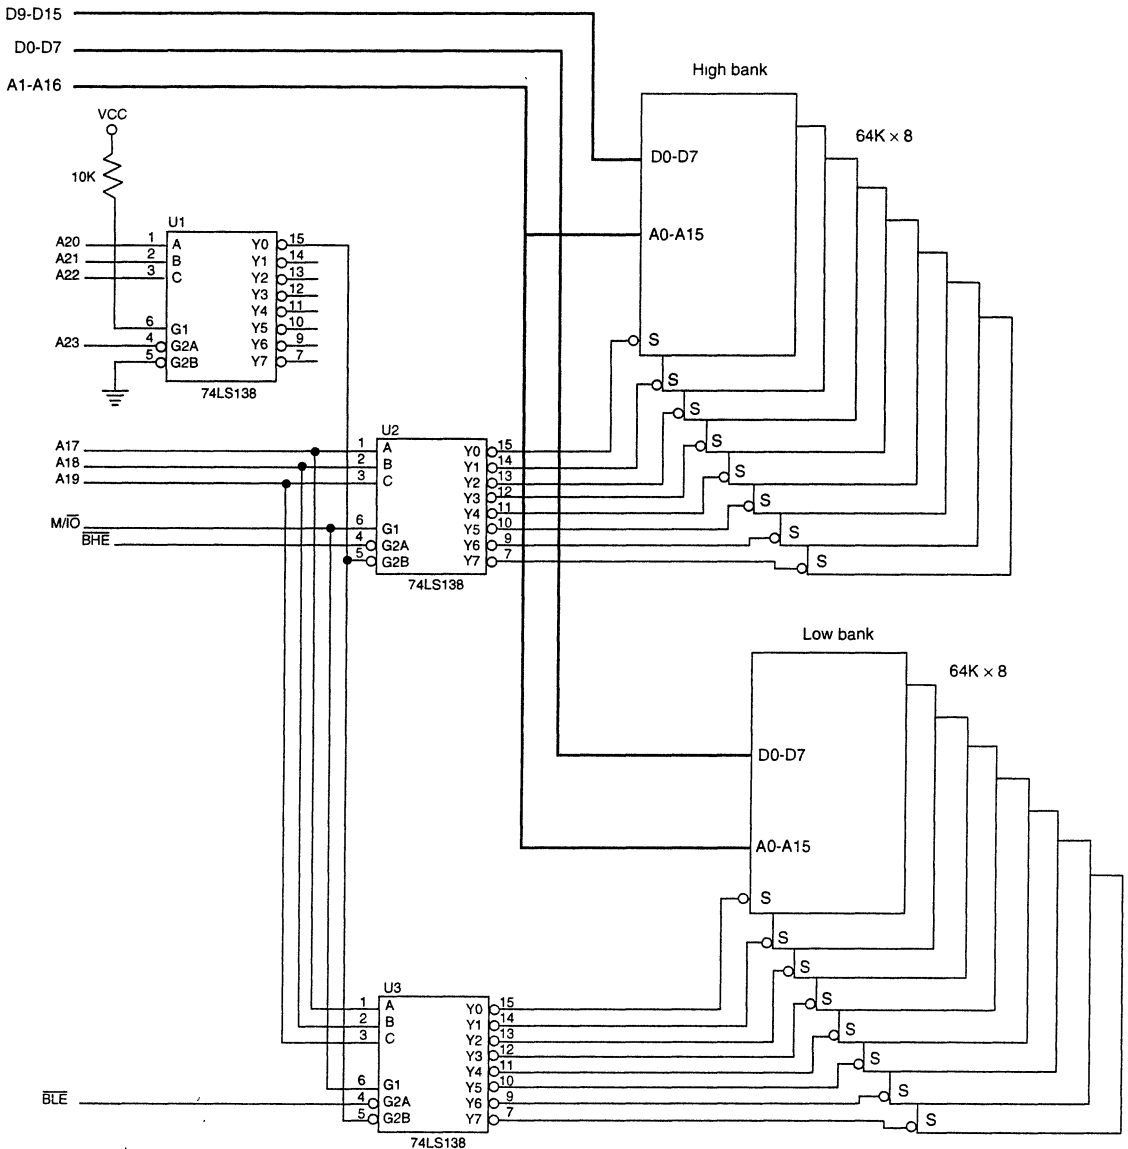 D9-D15
D0-D7
A1-A16
High bank
64K × 8
VCC
10K
D0-D7
A0-A15
U1
A20 1 A Y0 15
A21 2 B Y1 14
A22 3 C Y2 13
Y3 12
Y4 11
6 G1 Y5 10
A23 4 G2A Y6 9
5 G2B Y7 7
74LS138
S
S
S
S
S
S
S
S
U2
A17 1 A Y0 15
A18 2 B Y1 14
A19 3 C Y2 13
Y3 12
Y4 11
M/I̅O̅ 6 G1 Y5 10
B̅H̅E̅ 4 G2A Y6 9
5 G2B Y7 7
74LS138
Low bank
64K × 8
D0-D7
A0-A15
S
S
S
S
S
S
S
S
U3
1 A Y0 15
2 B Y1 14
3 C Y2 13
Y3 12
Y4 11
6 G1 Y5 10
B̅L̅E̅ 4 G2A Y6 9
5 G2B Y7 7
74LS138